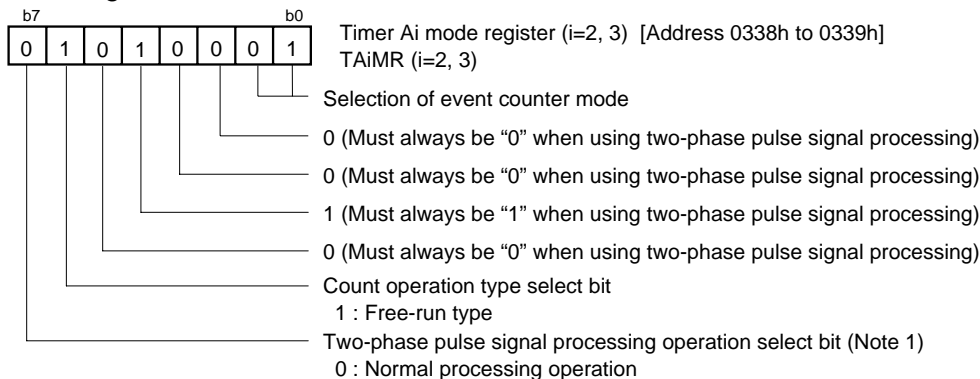 b7 b0
0 1 0 1 0 0 0 1
Timer Ai mode register (i=2, 3) [Address 0338h to 0339h]
TAiMR (i=2, 3)
Selection of event counter mode
0 (Must always be “0” when using two-phase pulse signal processing)
0 (Must always be “0” when using two-phase pulse signal processing)
1 (Must always be “1” when using two-phase pulse signal processing)
0 (Must always be “0” when using two-phase pulse signal processing)
Count operation type select bit
1 : Free-run type
Two-phase pulse signal processing operation select bit (Note 1)
0 : Normal processing operation